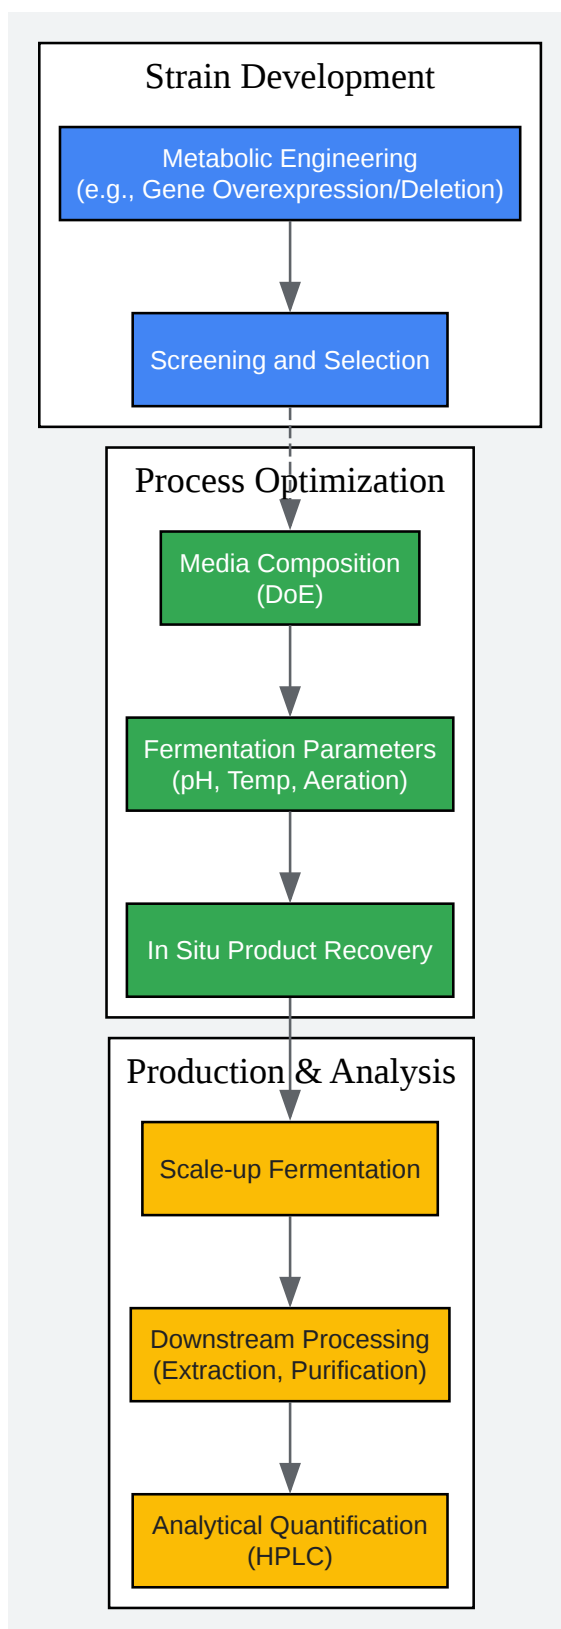 Strain Development
Metabolic Engineering
(e.g., Gene Overexpression/Deletion)
Screening and Selection
Process Optimization
Media Composition
(DoE)
Fermentation Parameters
(pH, Temp, Aeration)
In Situ Product Recovery
Production & Analysis
Scale-up Fermentation
Downstream Processing
(Extraction, Purification)
Analytical Quantification
(HPLC)